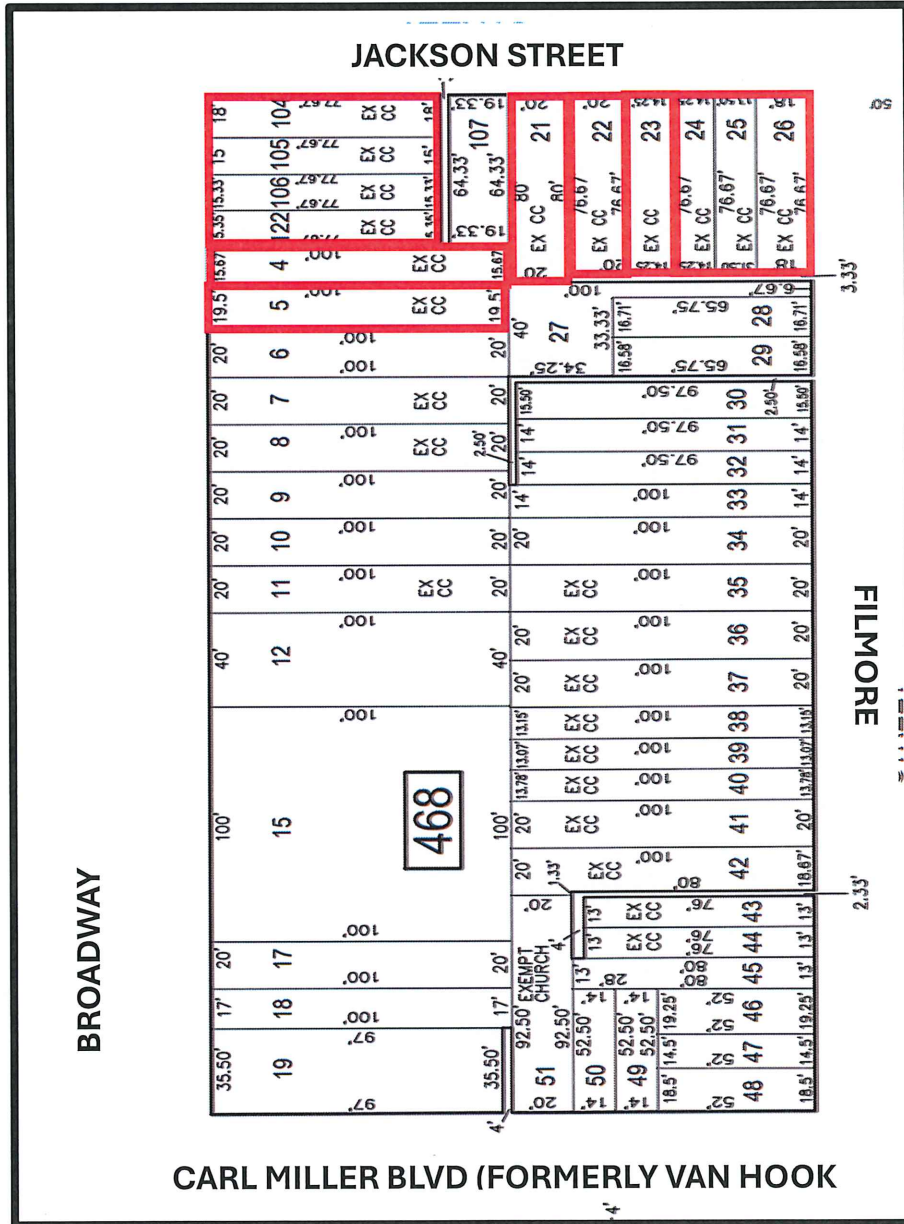 JACKSON STREET
18' 104 77.67' EX CC 18'
15 105 77.67' EX CC 15'
15.33' 106 77.67' EX CC 15.33'
5.35' 122 EX CC 5.35'
19.33' 107 64.33' 64.33' 19.33'
20' 21 80' 80' EX CC 20'
20' 22 76.67' 76.67' EX CC 20'
14.25' 23 EX CC 14.25'
14.25' 24 76.67' EX CC 14.25'
25 76.67' EX CC
18' 26 76.67' 76.67' EX CC
50'
3.33'
15.67' 4 100' EX CC 15.67'
19.5' 5 100' EX CC 19.5'
20' 6 100' 100' 20'
20' 7 EX CC 20'
20' 8 100' EX CC 2.50' 20'
20' 9 100' 20'
20' 10 100' 20'
20' 11 100' EX CC 20'
40' 12 100' 40'
100' 15 100' 100' 100'
468
20' 17 100' 20'
17' 18 100' 17'
35.50' 19 97' 97' 35.50'
4'
40' 27 100' 6.67' 34.25' 33.33'
16.71' 65.75' 28 16.71'
16.58' 65.75' 29 16.58'
15.50' 97.50' 30 2.50' 15.50'
14' 97.50' 31 14'
14' 97.50' 32 14'
14' 100' 33 14'
20' 100' 34 20'
20' EX CC 100' 35 20'
20' EX CC 100' 36 20'
20' EX CC 100' 37 20'
13.15' EX CC 100' 38 13.15'
13.07' EX CC 100' 39 13.07'
13.78' EX CC 100' 40 13.78'
20' EX CC 100' 41 20'
20' 1.33' EX CC 100' 80' 42 18.67'
2.33'
13' EX CC 76' 43 13'
4' 13' EX CC 76' 76' 44 13'
13' 28' 80' 80' 45 13'
19.25' 52' 52' 46 19.25'
14.5' 52' 47 14.5'
18.5' 52' 48 18.5'
14' 52.50' 52.50' 49 14'
14' 52.50' 50 14'
20' EXEMPT CHURCH 92.50' 92.50' 51 20'
BROADWAY
FILMORE
CARL MILLER BLVD (FORMERLY VAN HOOK
4'